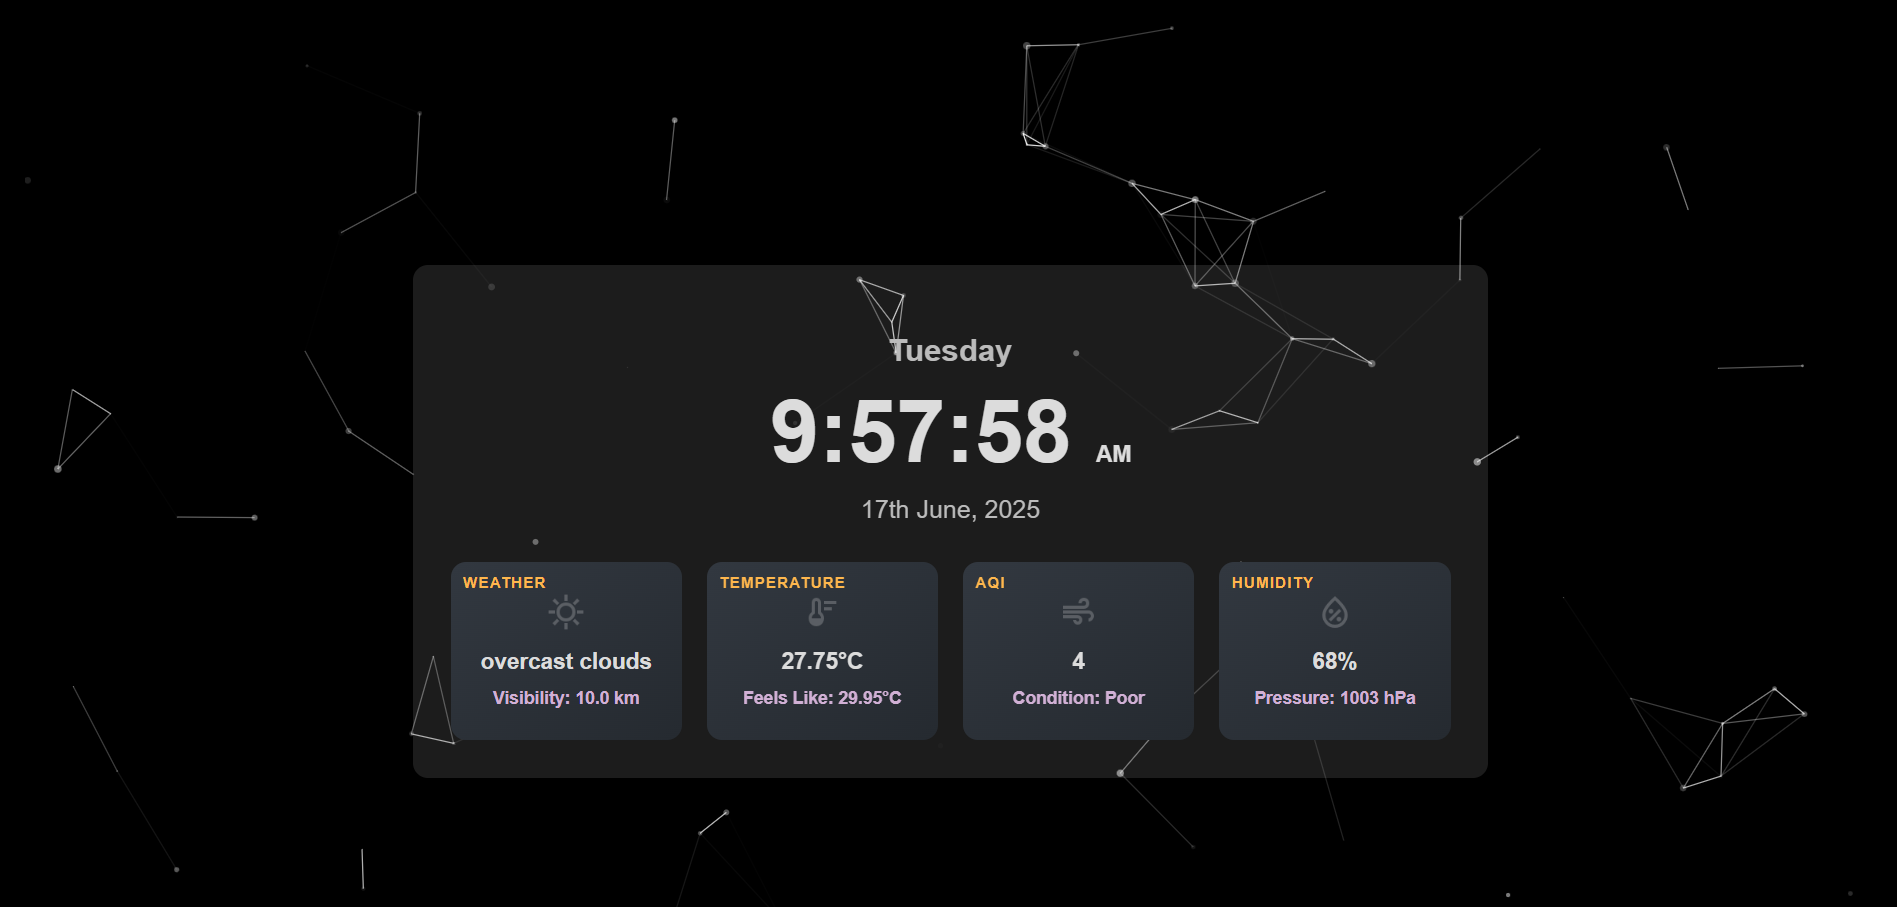 Tuesday
9:57:58 AM
17th June, 2025
WEATHER
overcast clouds
Visibility: 10.0 km
TEMPERATURE
27.75°C
Feels Like: 29.95°C
AQI
4
Condition: Poor
HUMIDITY
68%
Pressure: 1003 hPa